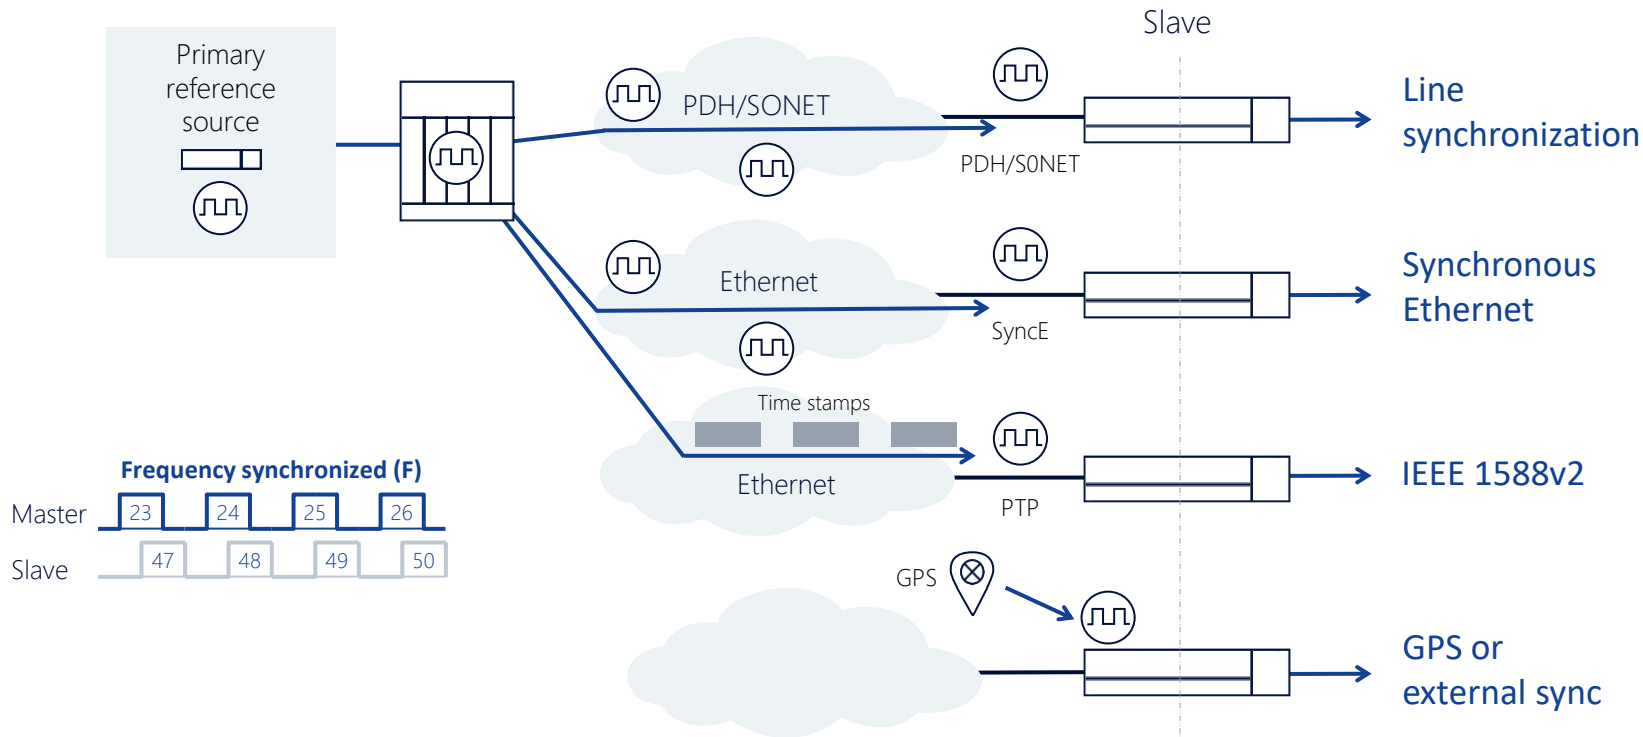 Primary
reference
source
Slave
PDH/SONET
PDH/S0NET
Line
synchronization
Ethernet
SyncE
Synchronous
Ethernet
Time stamps
Ethernet
PTP
IEEE 1588v2
Frequency synchronized (F)
Master 23 24 25 26
Slave 47 48 49 50
GPS
GPS or
external sync